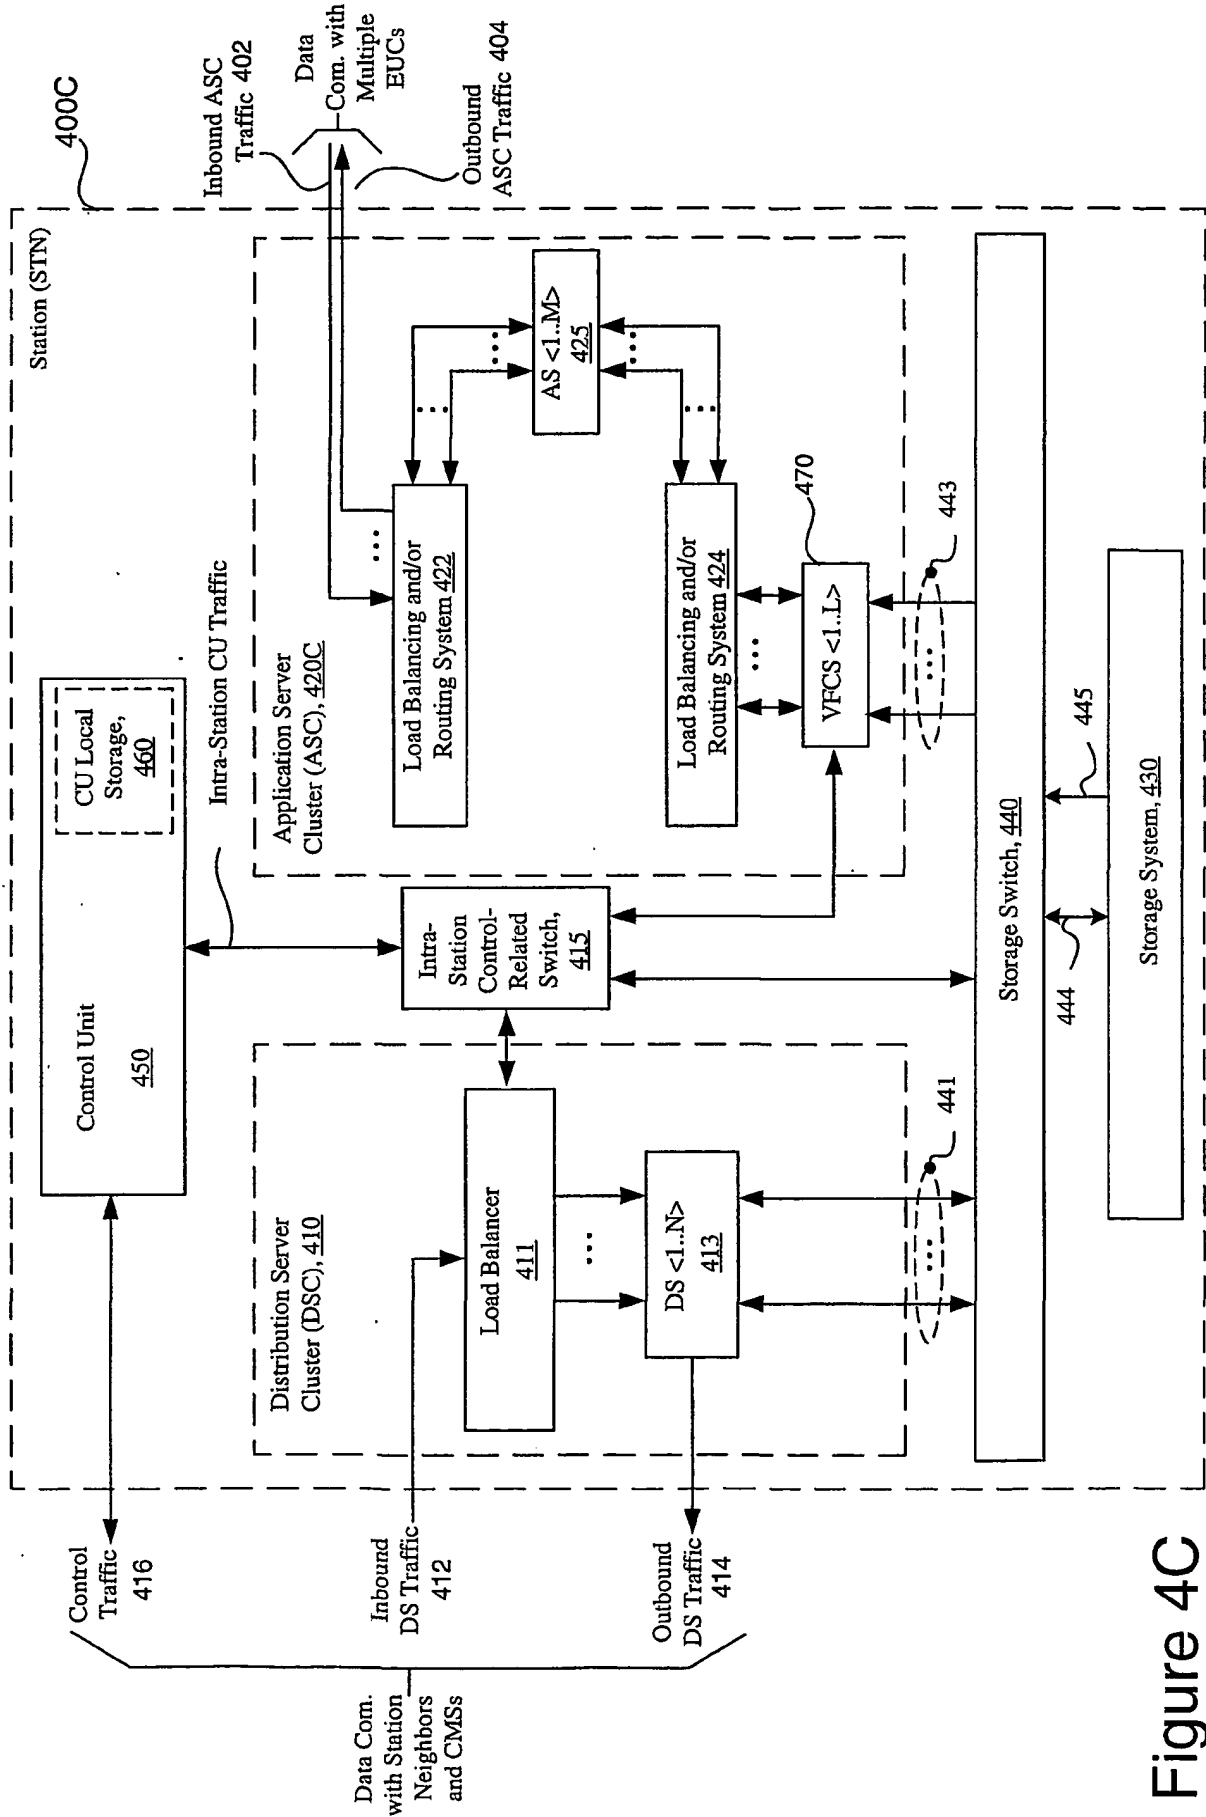 Data Com.
with Station
Neighbors
and CMSs
Control
Traffic
416
Inbound
DS Traffic
412
Outbound
DS Traffic
414
Station (STN)
400C
Control Unit
450
CU Local
Storage,
460
Intra-Station CU Traffic
Distribution Server
Cluster (DSC), 410
Load Balancer
411
...
DS <1..N>
413
Intra-
Station
Control-
Related
Switch,
415
Application Server
Cluster (ASC), 420C
Load Balancing and/or
Routing System 422
...
...
...
AS <1..M>
425
...
...
Load Balancing and/or
Routing System 424
...
VFCS <1..L>
470
Inbound ASC
Traffic 402
Data
Com. with
Multiple
EUCs
Outbound
ASC Traffic 404
...
441
...
443
Storage Switch, 440
444
445
Storage System, 430
Figure 4C